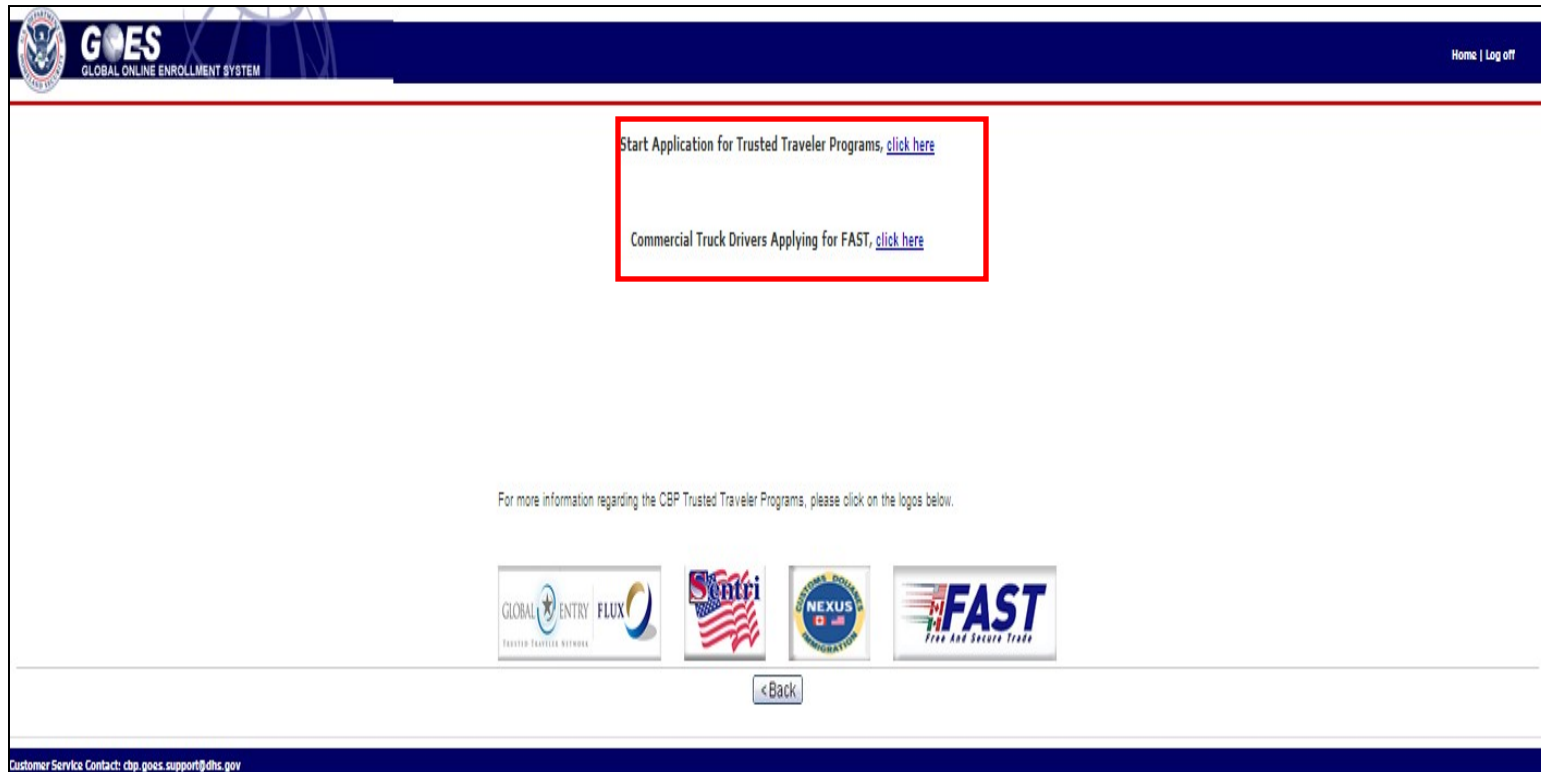 GOES
GLOBAL ONLINE ENROLLMENT SYSTEM
Home | Log off
Start Application for Trusted Traveler Programs, click here
Commercial Truck Drivers Applying for FAST, click here
For more information regarding the CBP Trusted Traveler Programs, please click on the logos below.
GLOBAL ENTRY FLUX
TRUSTED TRAVELER NETWORK
Sentri
CUSTOMS DOUANES
NEXUS
IMMIGRATION
FAST
Free And Secure Trade
<Back
Customer Service Contact: cbp.goes.support@dhs.gov